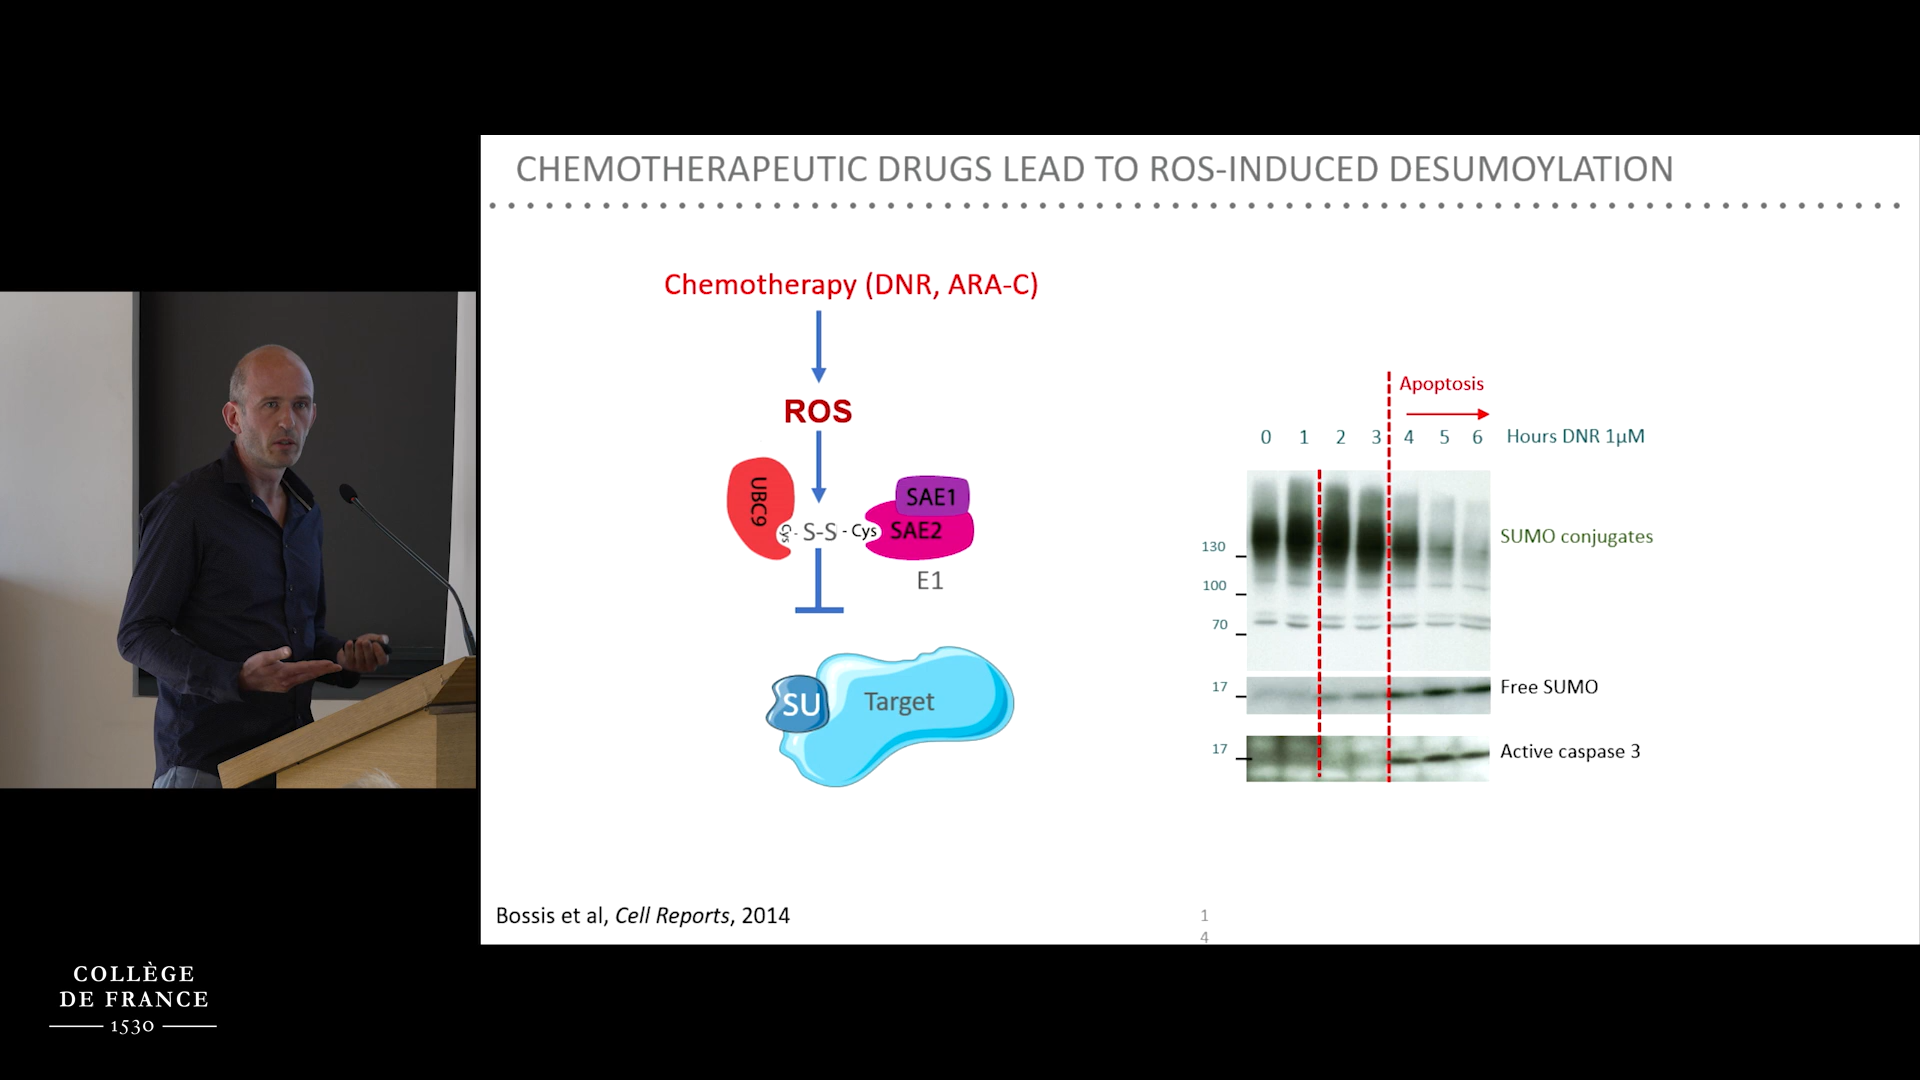 CHEMOTHERAPEUTIC DRUGS LEAD TO ROS-INDUCED DESUMOYLATION
Chemotherapy (DNR, ARA-C)
ROS
UBC9
Cys - S-S - Cys
SAE1
SAE2
E1
SU
Target
Apoptosis
0 1 2 3 4 5 6 Hours DNR 1µM
SUMO conjugates
130
100
70
17
Free SUMO
17
Active caspase 3
Bossis et al, Cell Reports, 2014
1
4
COLLÈGE
DE FRANCE
1530